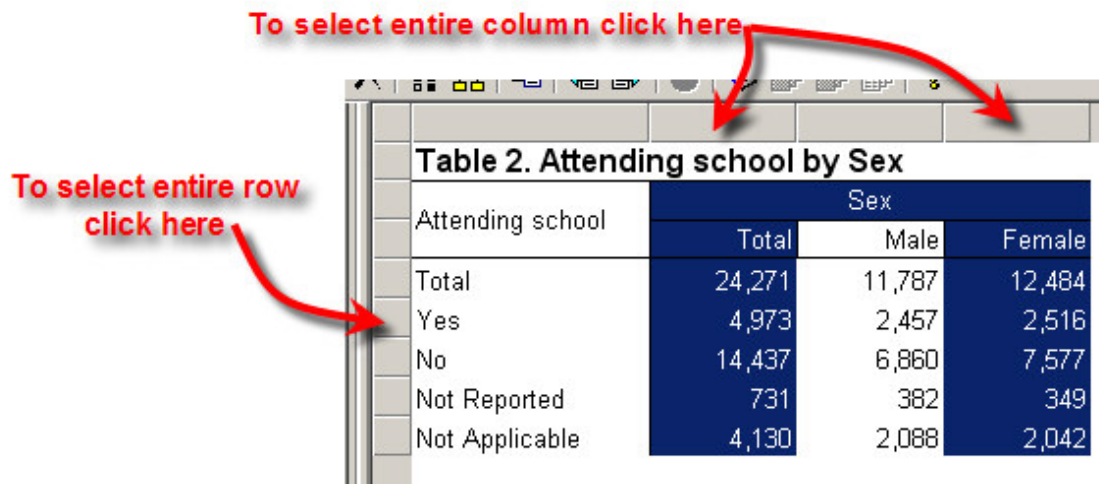 To select entire column click here
To select entire row
click here
Table 2. Attending school by Sex
Attending school
Sex
Total Male Female
Total 24,271 11,787 12,484
Yes 4,973 2,457 2,516
No 14,437 6,860 7,577
Not Reported 731 382 349
Not Applicable 4,130 2,088 2,042